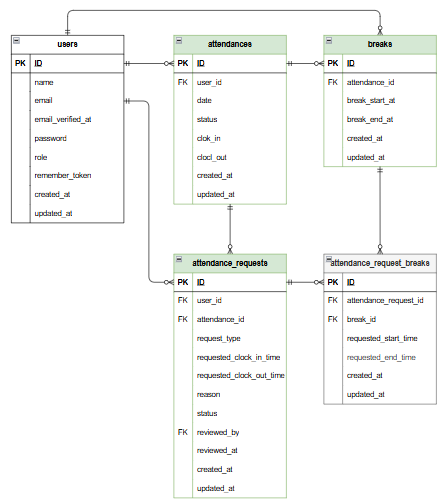 users
PK ID
name
email
email_verified_at
password
role
remember_token
created_at
updated_at
attendances
PK ID
FK user_id
date
status
clok_in
clocl_out
created_at
updated_at
breaks
PK ID
FK attendance_id
break_start_at
break_end_at
created_at
updated_at
attendance_requests
PK ID
FK user_id
FK attendance_id
request_type
requested_clock_in_time
requested_clock_out_time
reason
status
FK reviewed_by
reviewed_at
created_at
updated_at
attendance_request_breaks
PK ID
FK attendance_request_id
FK break_id
requested_start_time
requested_end_time
created_at
updated_at